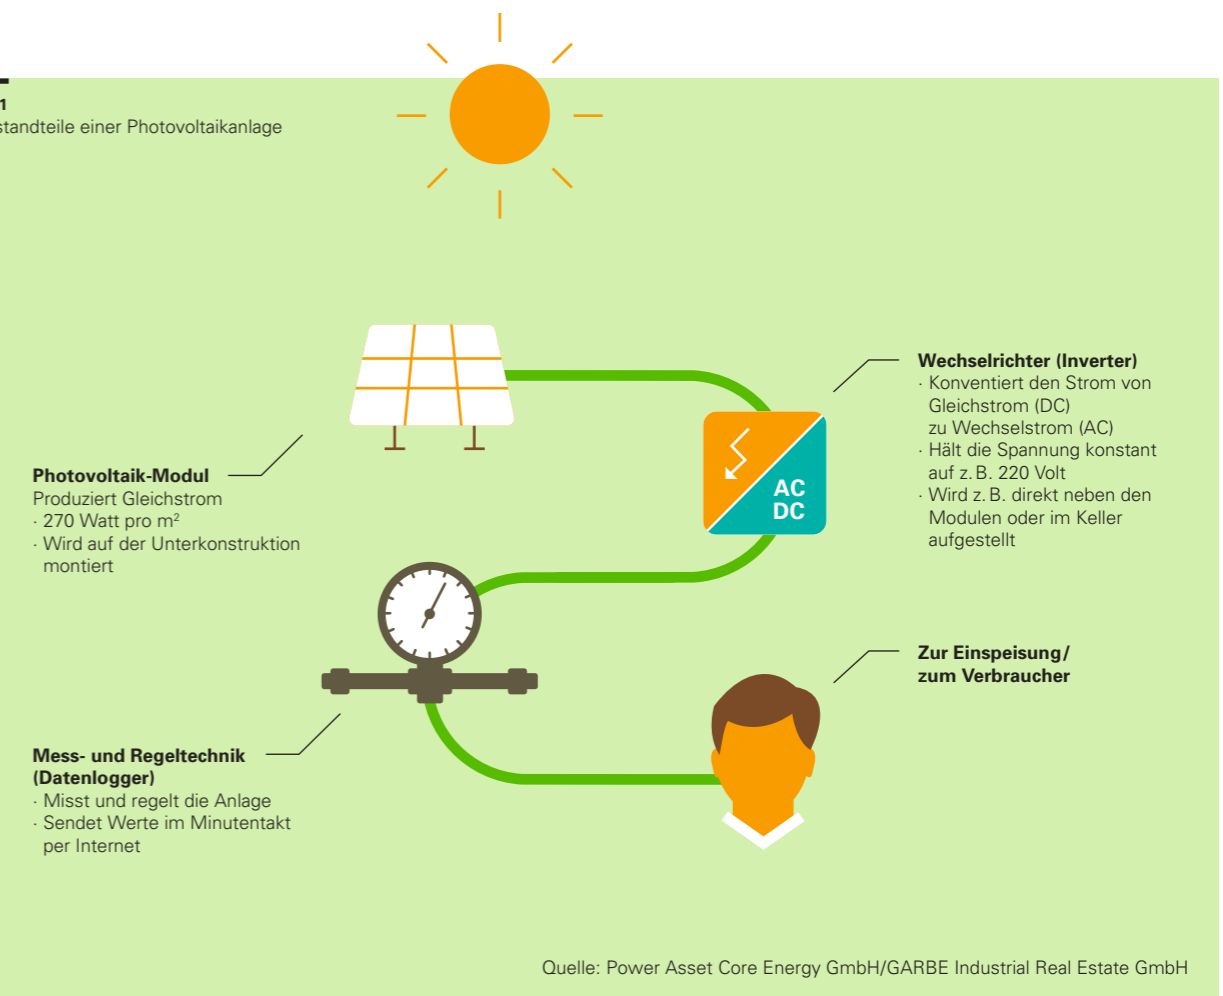 1
standteile einer Photovoltaikanlage
Photovoltaik-Modul
Produziert Gleichstrom
· 270 Watt pro m²
· Wird auf der Unterkonstruktion
montiert
Wechselrichter (Inverter)
· Konventiert den Strom von
Gleichstrom (DC)
zu Wechselstrom (AC)
· Hält die Spannung konstant
auf z. B. 220 Volt
· Wird z. B. direkt neben den
Modulen oder im Keller
aufgestellt
AC
DC
Mess- und Regeltechnik
(Datenlogger)
· Misst und regelt die Anlage
· Sendet Werte im Minutentakt
per Internet
Zur Einspeisung/
zum Verbraucher
Quelle: Power Asset Core Energy GmbH/GARBE Industrial Real Estate GmbH